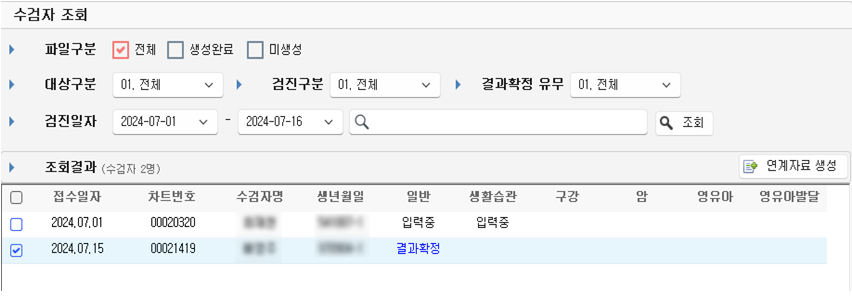 수검자 조회
파일구분 전체 생성완료 미생성
대상구분 01. 전체 검진구분 01. 전체 결과확정 유무 01. 전체
검진일자 2024-07-01 - 2024-07-16 조회
조회결과 (수검자 2명) 연계자료 생성
접수일자 차트번호 수검자명 생년월일 일반 생활습관 구강 암 영유아 영유아발달
2024.07.01 00020320 입력중 입력중
2024.07.15 00021419 결과확정